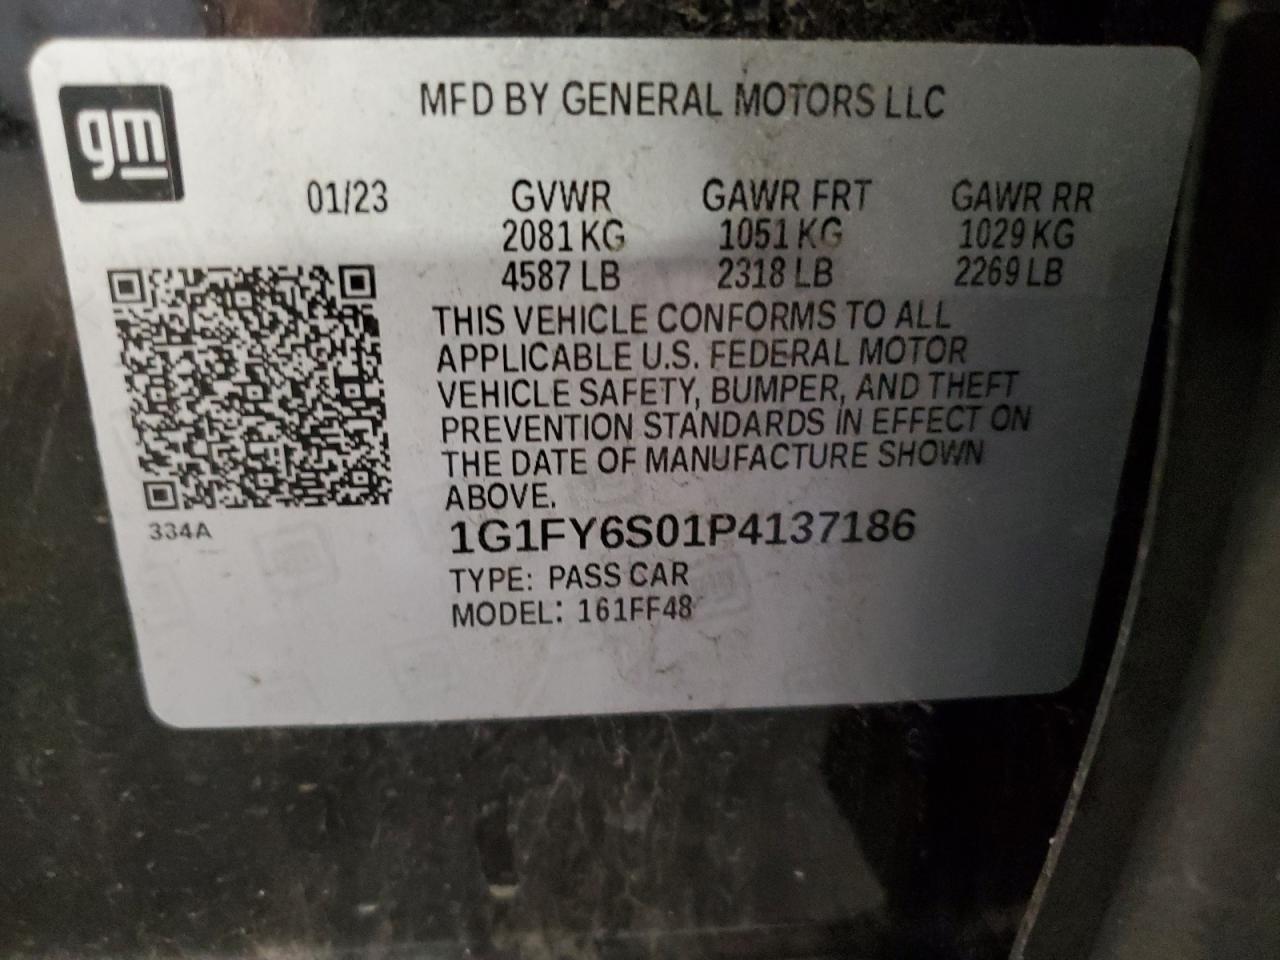 gm
MFD BY GENERAL MOTORS LLC
01/23 GVWR GAWR FRT GAWR RR
2081 KG 1051 KG 1029 KG
4587 LB 2318 LB 2269 LB
THIS VEHICLE CONFORMS TO ALL
APPLICABLE U.S. FEDERAL MOTOR
VEHICLE SAFETY, BUMPER, AND THEFT
PREVENTION STANDARDS IN EFFECT ON
THE DATE OF MANUFACTURE SHOWN
ABOVE.
334A
1G1FY6S01P4137186
TYPE: PASS CAR
MODEL: 161FF48